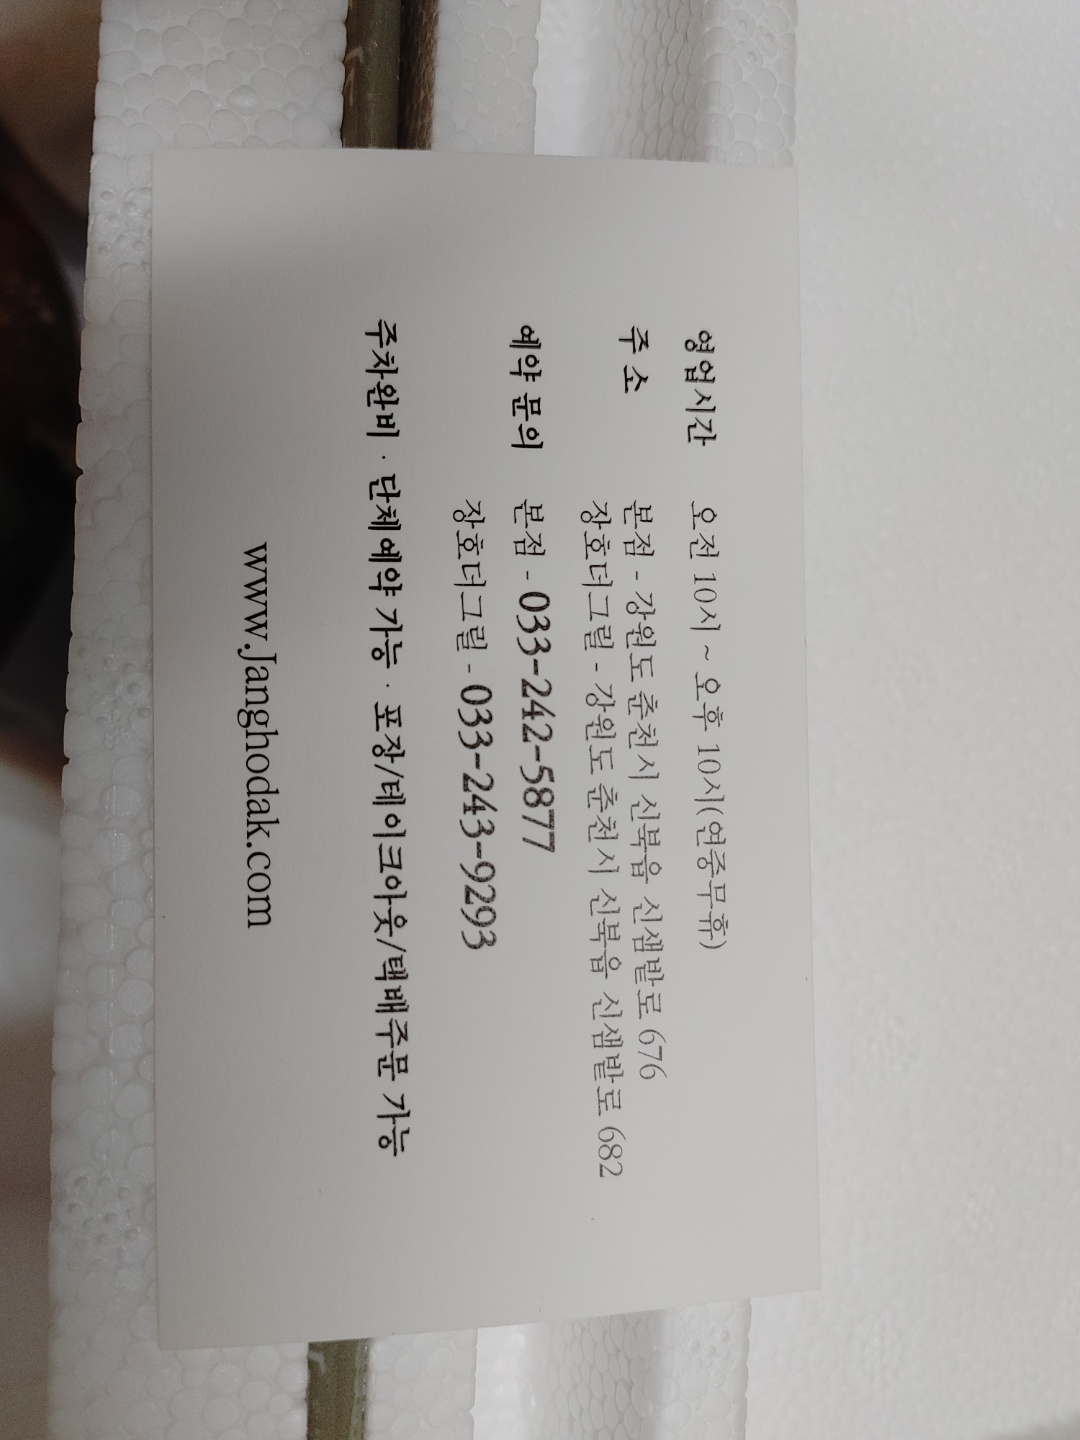 영업시간 오전 10시 ~ 오후 10시(연중무휴)
주 소 본점 - 강원도 춘천시 신북읍 신샘밭로 676
장호더그릴 - 강원도 춘천시 신북읍 신샘밭로 682
예약 문의 본점 - 033-242-5877
장호더그릴 - 033-243-9293
주차완비 · 단체예약 가능 · 포장/테이크아웃/택배주문 가능
www.Janghodak.com